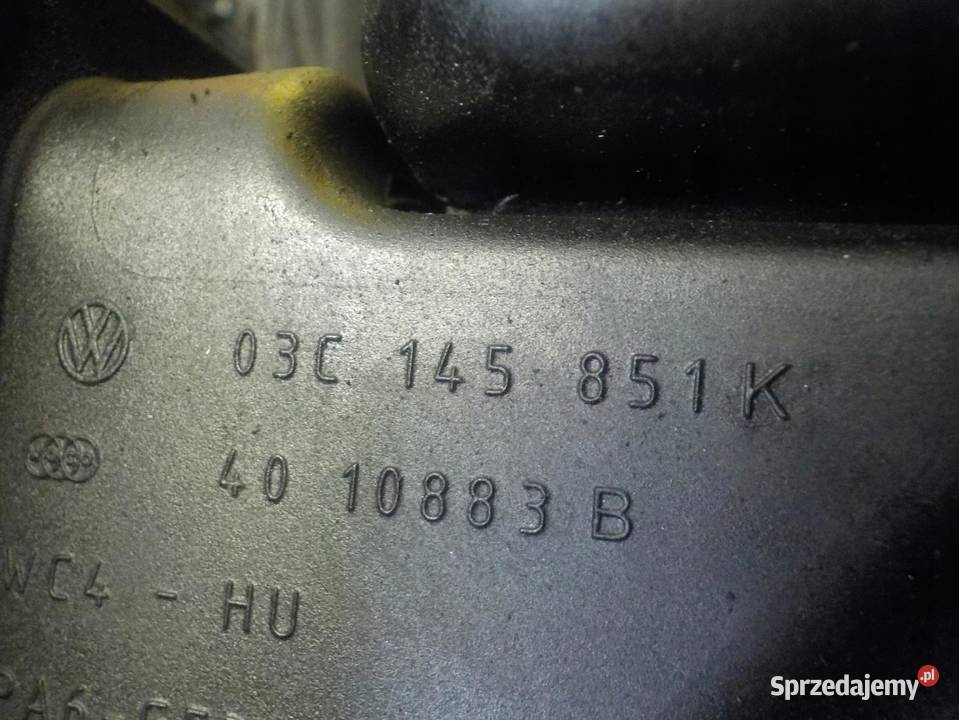 03C 145 851 K
40 10883 B
WC4 - HU
Sprzedajemy.pl